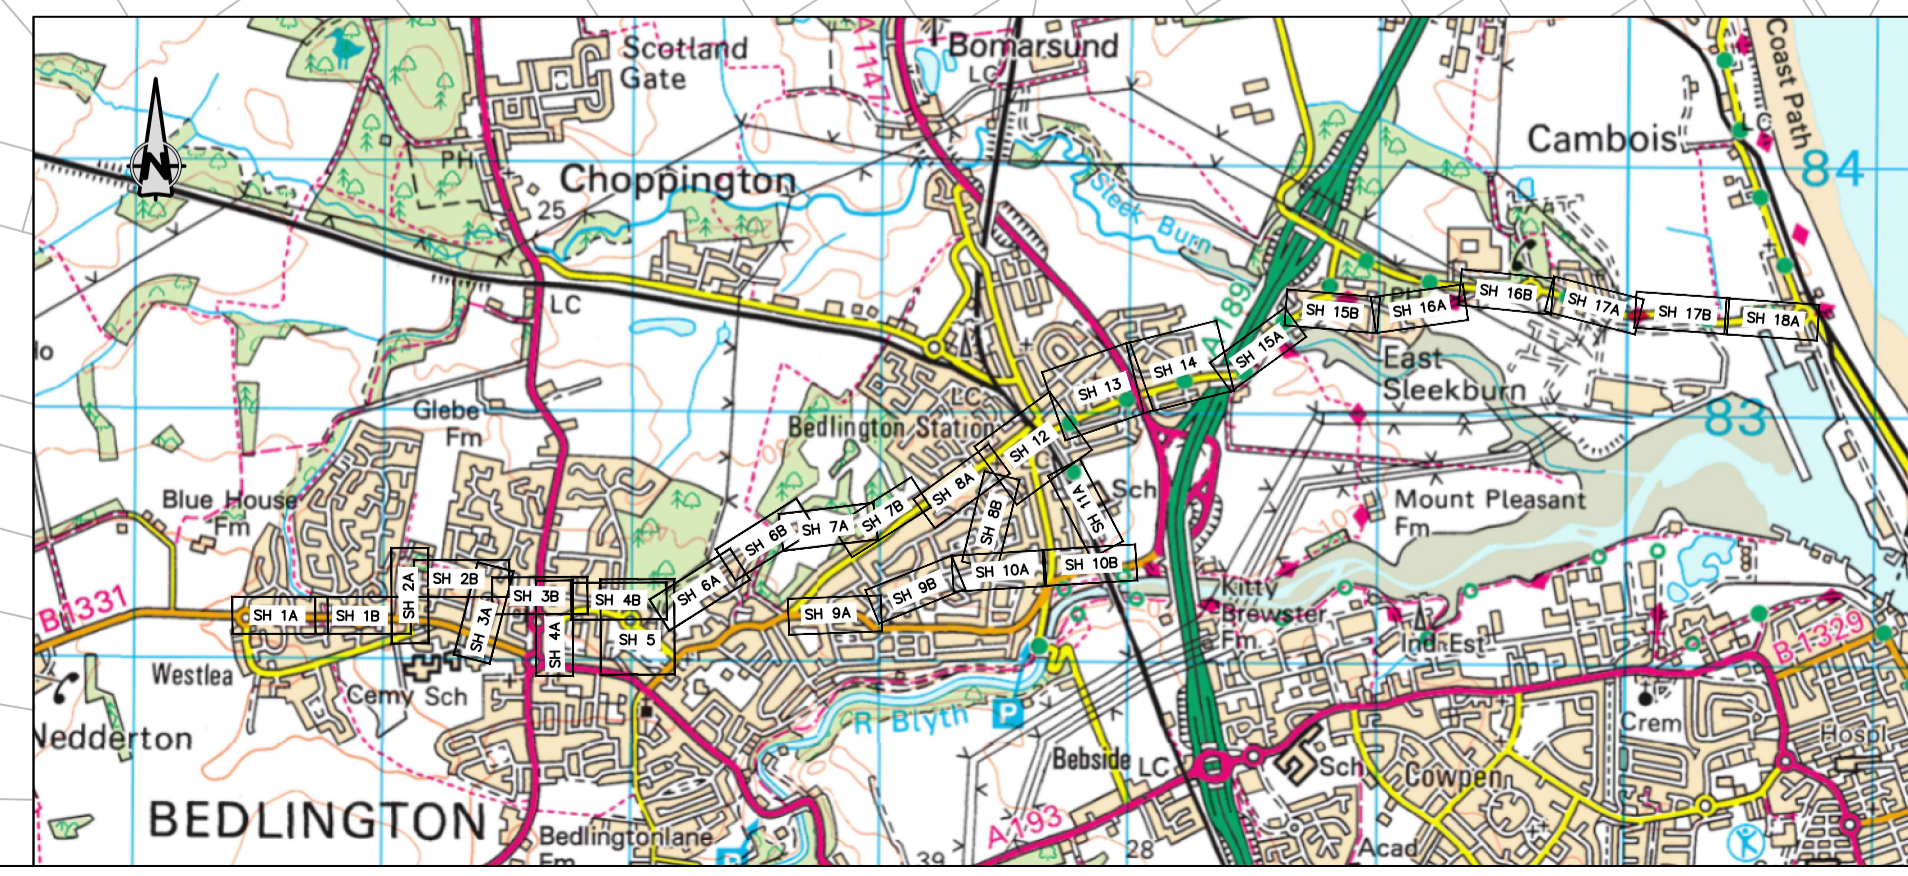 Scotland
Gate
A1147
Bomarsund
LC
Coast Path
Cambois
84
PH
N
Choppington
25
Sleek Burn
LC
A189
PH
SH 15B
SH 16A
SH 16B
SH 17A
SH 17B
SH 18A
SH 15A
SH 14
SH 13
East
Sleekburn
lo
Glebe
Fm
LC
Bedlington Station
83
SH 12
SH 8A
SH 11A
Sch
SH 8B
Mount Pleasant
Fm
Blue House
Fm
SH 7B
SH 7A
SH 6B
SH 6A
SH 10A
SH 10B
SH 9B
SH 9A
B1331
SH 1A
SH 1B
SH 2A
SH 2B
SH 3A
SH 3B
SH 4A
SH 4B
SH 5
Kitty
Brewster
Fm
Ind Est
B 1329
Westlea
Cemy Sch
Nedderton
R Blyth
P
Crem
Hospl
Bebside
LC
Sch
Cowpen
BEDLINGTON
Bedlingtonlane
Fm
P
A193
39
28
Acad